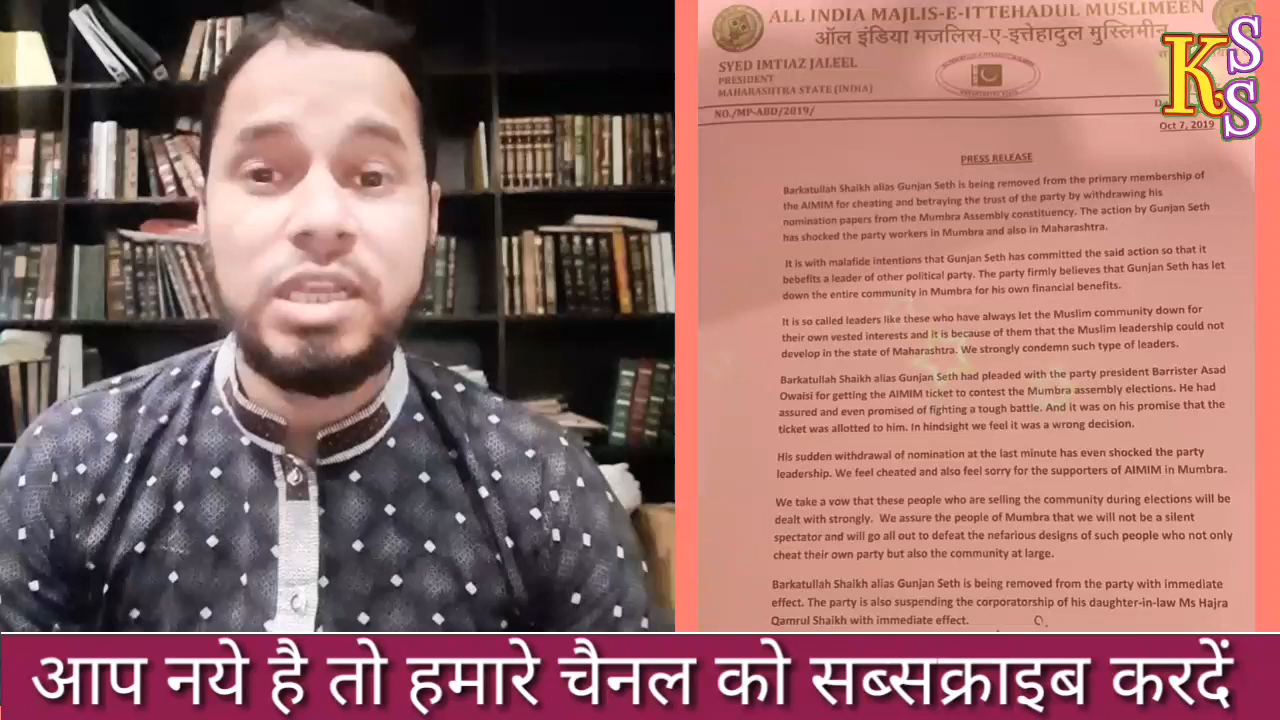 ALL INDIA MAJLIS-E-ITTEHADUL MUSLIMEEN
ऑल इंडिया मजलिस-ए-इत्तेहादुल मुस्लिमीन
SYED IMTIAZ JALEEL
PRESIDENT
MAHARASHTRA STATE (INDIA)
NO./MP-ABD/2019/
Oct 7, 2019
KSS
PRESS RELEASE
Barkatullah Shaikh alias Gunjan Seth is being removed from the primary membership of
the AIMIM for cheating and betraying the trust of the party by withdrawing his
nomination papers from the Mumbra Assembly constituency. The action by Gunjan Seth
has shocked the party workers in Mumbra and also in Maharashtra.
It is with malafide intentions that Gunjan Seth has committed the said action so that it
bebefits a leader of other political party. The party firmly believes that Gunjan Seth has let
down the entire community in Mumbra for his own financial benefits.
It is so called leaders like these who have always let the Muslim community down for
their own vested interests and it is because of them that the Muslim leadership could not
develop in the state of Maharashtra. We strongly condemn such type of leaders.
Barkatullah Shaikh alias Gunjan Seth had pleaded with the party president Barrister Asad
Owaisi for getting the AIMIM ticket to contest the Mumbra assembly elections. He had
assured and even promised of fighting a tough battle. And it was on his promise that the
ticket was allotted to him. In hindsight we feel it was a wrong decision.
His sudden withdrawal of nomination at the last minute has even shocked the party
leadership. We feel cheated and also feel sorry for the supporters of AIMIM in Mumbra.
We take a vow that these people who are selling the community during elections will be
dealt with strongly. We assure the people of Mumbra that we will not be a silent
spectator and will go all out to defeat the nefarious designs of such people who not only
cheat their own party but also the community at large.
Barkatullah Shaikh alias Gunjan Seth is being removed from the party with immediate
effect. The party is also suspending the corporatorship of his daughter-in-law Ms Hajra
Qamrul Shaikh with immediate effect.
आप नये है तो हमारे चैनल को सब्सक्राइब करदें